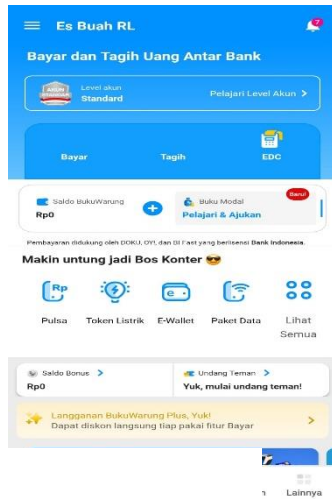 Es Buah RL
Bayar dan Tagih Uang Antar Bank
Level akun
Standard
Pelajari Level Akun >
Bayar
Tagih
EDC
Baru!
Saldo BukuWarung
Rp0
Buku Modal
Pelajari & Ajukan
Pembayaran didukung oleh DOKU, OY!, dan BI Fast yang berlisensi Bank Indonesia.
Makin untung jadi Bos Konter 😎
Rp
Pulsa
Token Listrik
E-Wallet
Paket Data
Lihat
Semua
Saldo Bonus >
Rp0
Undang Teman >
Yuk, mulai undang teman!
Langganan BukuWarung Plus, Yuk!
Dapat diskon langsung tiap pakai fitur Bayar
Lainnya